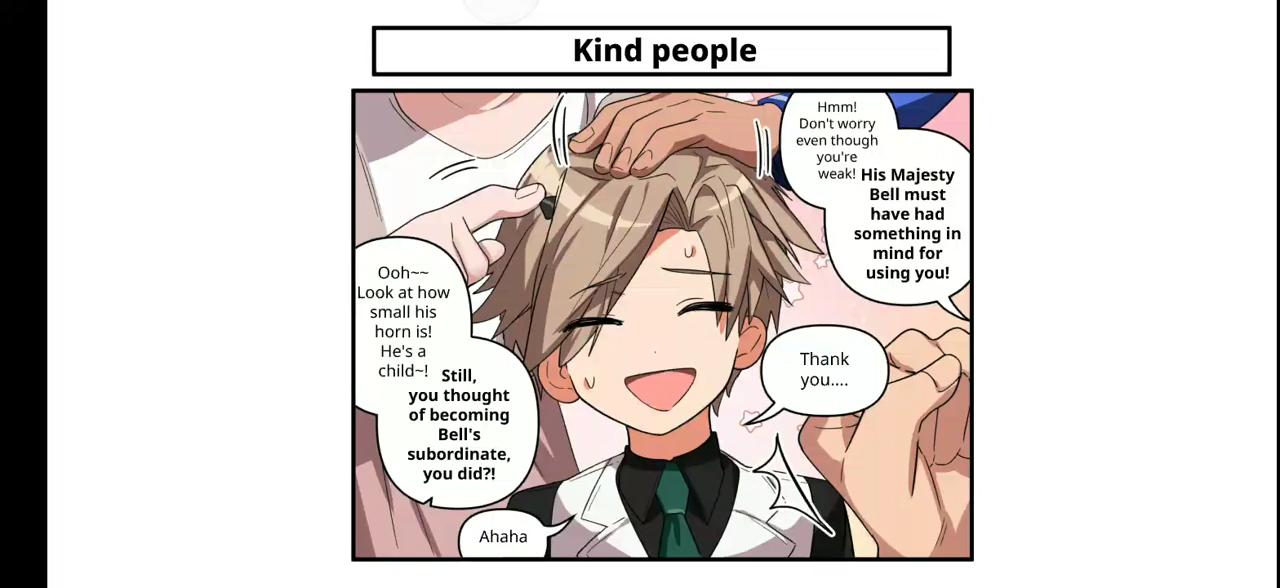 Kind people
Hmm!
Don't worry
even though
you're
weak!
His Majesty
Bell must
have had
something in
mind for
using you!
Ooh~~
Look at how
small his
horn is!
He's a
child~!
Still,
you thought
of becoming
Bell's
subordinate,
you did?!
Thank
you....
Ahaha